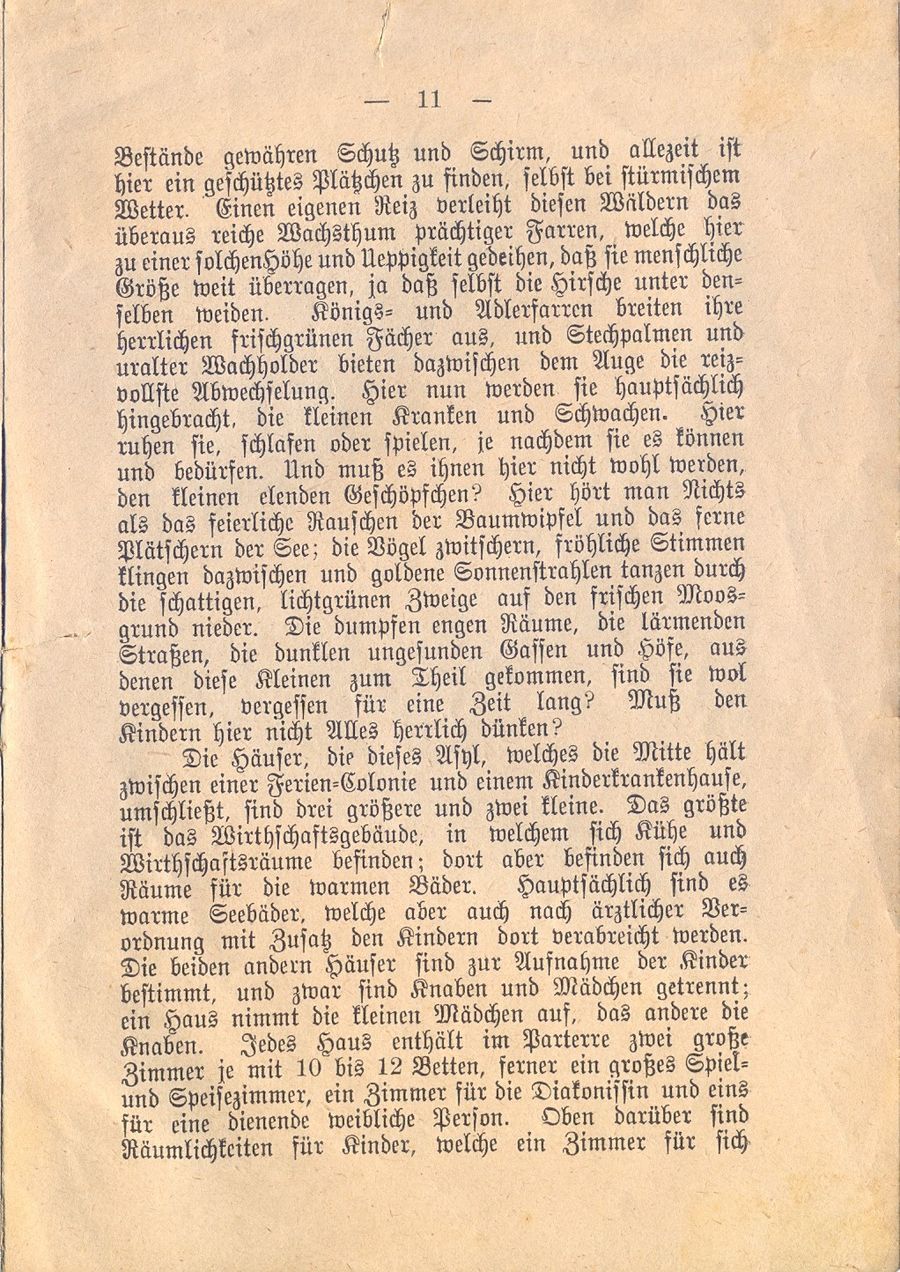 — 11 —
Bestände gewähren Schutz und Schirm, und allezeit ist
hier ein geschütztes Plätzchen zu finden, selbst bei stürmischem
Wetter. Einen eigenen Reiz verleiht diesen Wäldern das
überaus reiche Wachsthum prächtiger Farren, welche hier
zu einer solchen Höhe und Ueppigkeit gedeihen, daß sie menschliche
Größe weit überragen, ja daß selbst die Hirsche unter den-
selben weiden. Königs- und Adlerfarren breiten ihre
herrlichen frischgrünen Fächer aus, und Stechpalmen und
uralter Wachholder bieten dazwischen dem Auge die reiz-
vollste Abwechselung. Hier nun werden sie hauptsächlich
hingebracht, die kleinen Kranken und Schwachen. Hier
ruhen sie, schlafen oder spielen, je nachdem sie es können
und bedürfen. Und muß es ihnen hier nicht wohl werden,
den kleinen elenden Geschöpfchen? Hier hört man Nichts
als das feierliche Rauschen der Baumwipfel und das ferne
Plätschern der See; die Vögel zwitschern, fröhliche Stimmen
klingen dazwischen und goldene Sonnenstrahlen tanzen durch
die schattigen, lichtgrünen Zweige auf den frischen Moos-
grund nieder. Die dumpfen engen Räume, die lärmenden
Straßen, die dunklen ungesunden Gassen und Höfe, aus
denen diese Kleinen zum Theil gekommen, sind sie wol
vergessen, vergessen für eine Zeit lang? Muß den
Kindern hier nicht Alles herrlich dünken?
Die Häuser, die dieses Asyl, welches die Mitte hält
zwischen einer Ferien-Colonie und einem Kinderkrankenhause,
umschließt, sind drei größere und zwei kleine. Das größte
ist das Wirthschaftsgebäude, in welchem sich Kühe und
Wirthschaftsräume befinden; dort aber befinden sich auch
Räume für die warmen Bäder. Hauptsächlich sind es
warme Seebäder, welche aber auch nach ärztlicher Ver-
ordnung mit Zusatz den Kindern dort verabreicht werden.
Die beiden andern Häuser sind zur Aufnahme der Kinder
bestimmt, und zwar sind Knaben und Mädchen getrennt;
ein Haus nimmt die kleinen Mädchen auf, das andere die
Knaben. Jedes Haus enthält im Parterre zwei große
Zimmer je mit 10 bis 12 Betten, ferner ein großes Spiel-
und Speisezimmer, ein Zimmer für die Diakonissin und eins
für eine dienende weibliche Person. Oben darüber sind
Räumlichkeiten für Kinder, welche ein Zimmer für sich